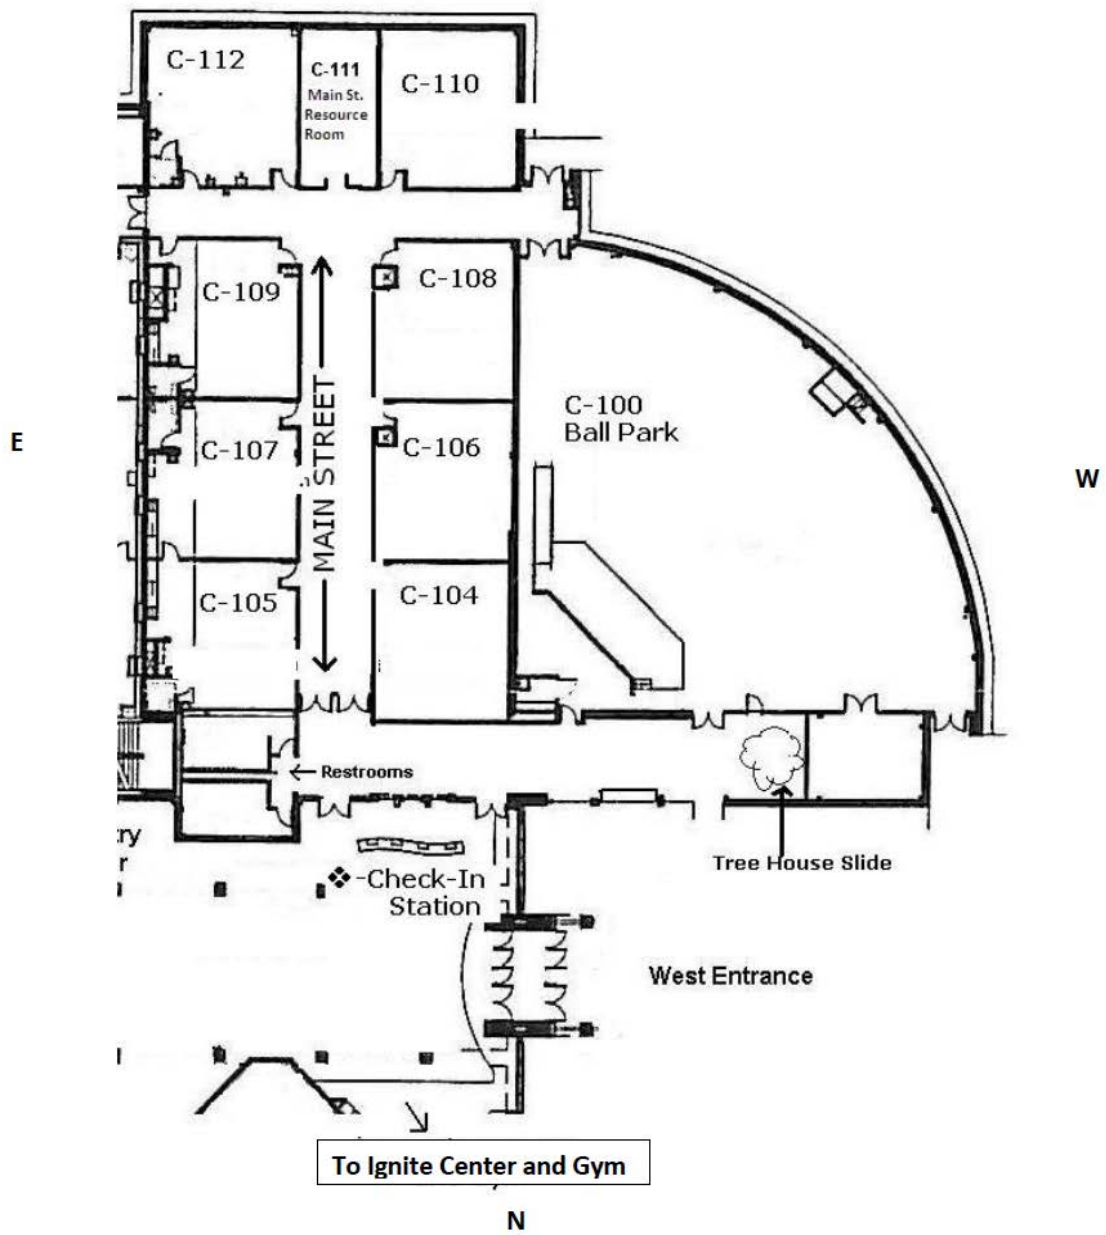 C-112
C-111
Main St.
Resource
Room
C-110
C-109
C-108
E
MAIN STREET
C-100
Ball Park
W
C-107
C-106
C-105
C-104
Restrooms
Tree House Slide
try
r
-Check-In
Station
West Entrance
To Ignite Center and Gym
N